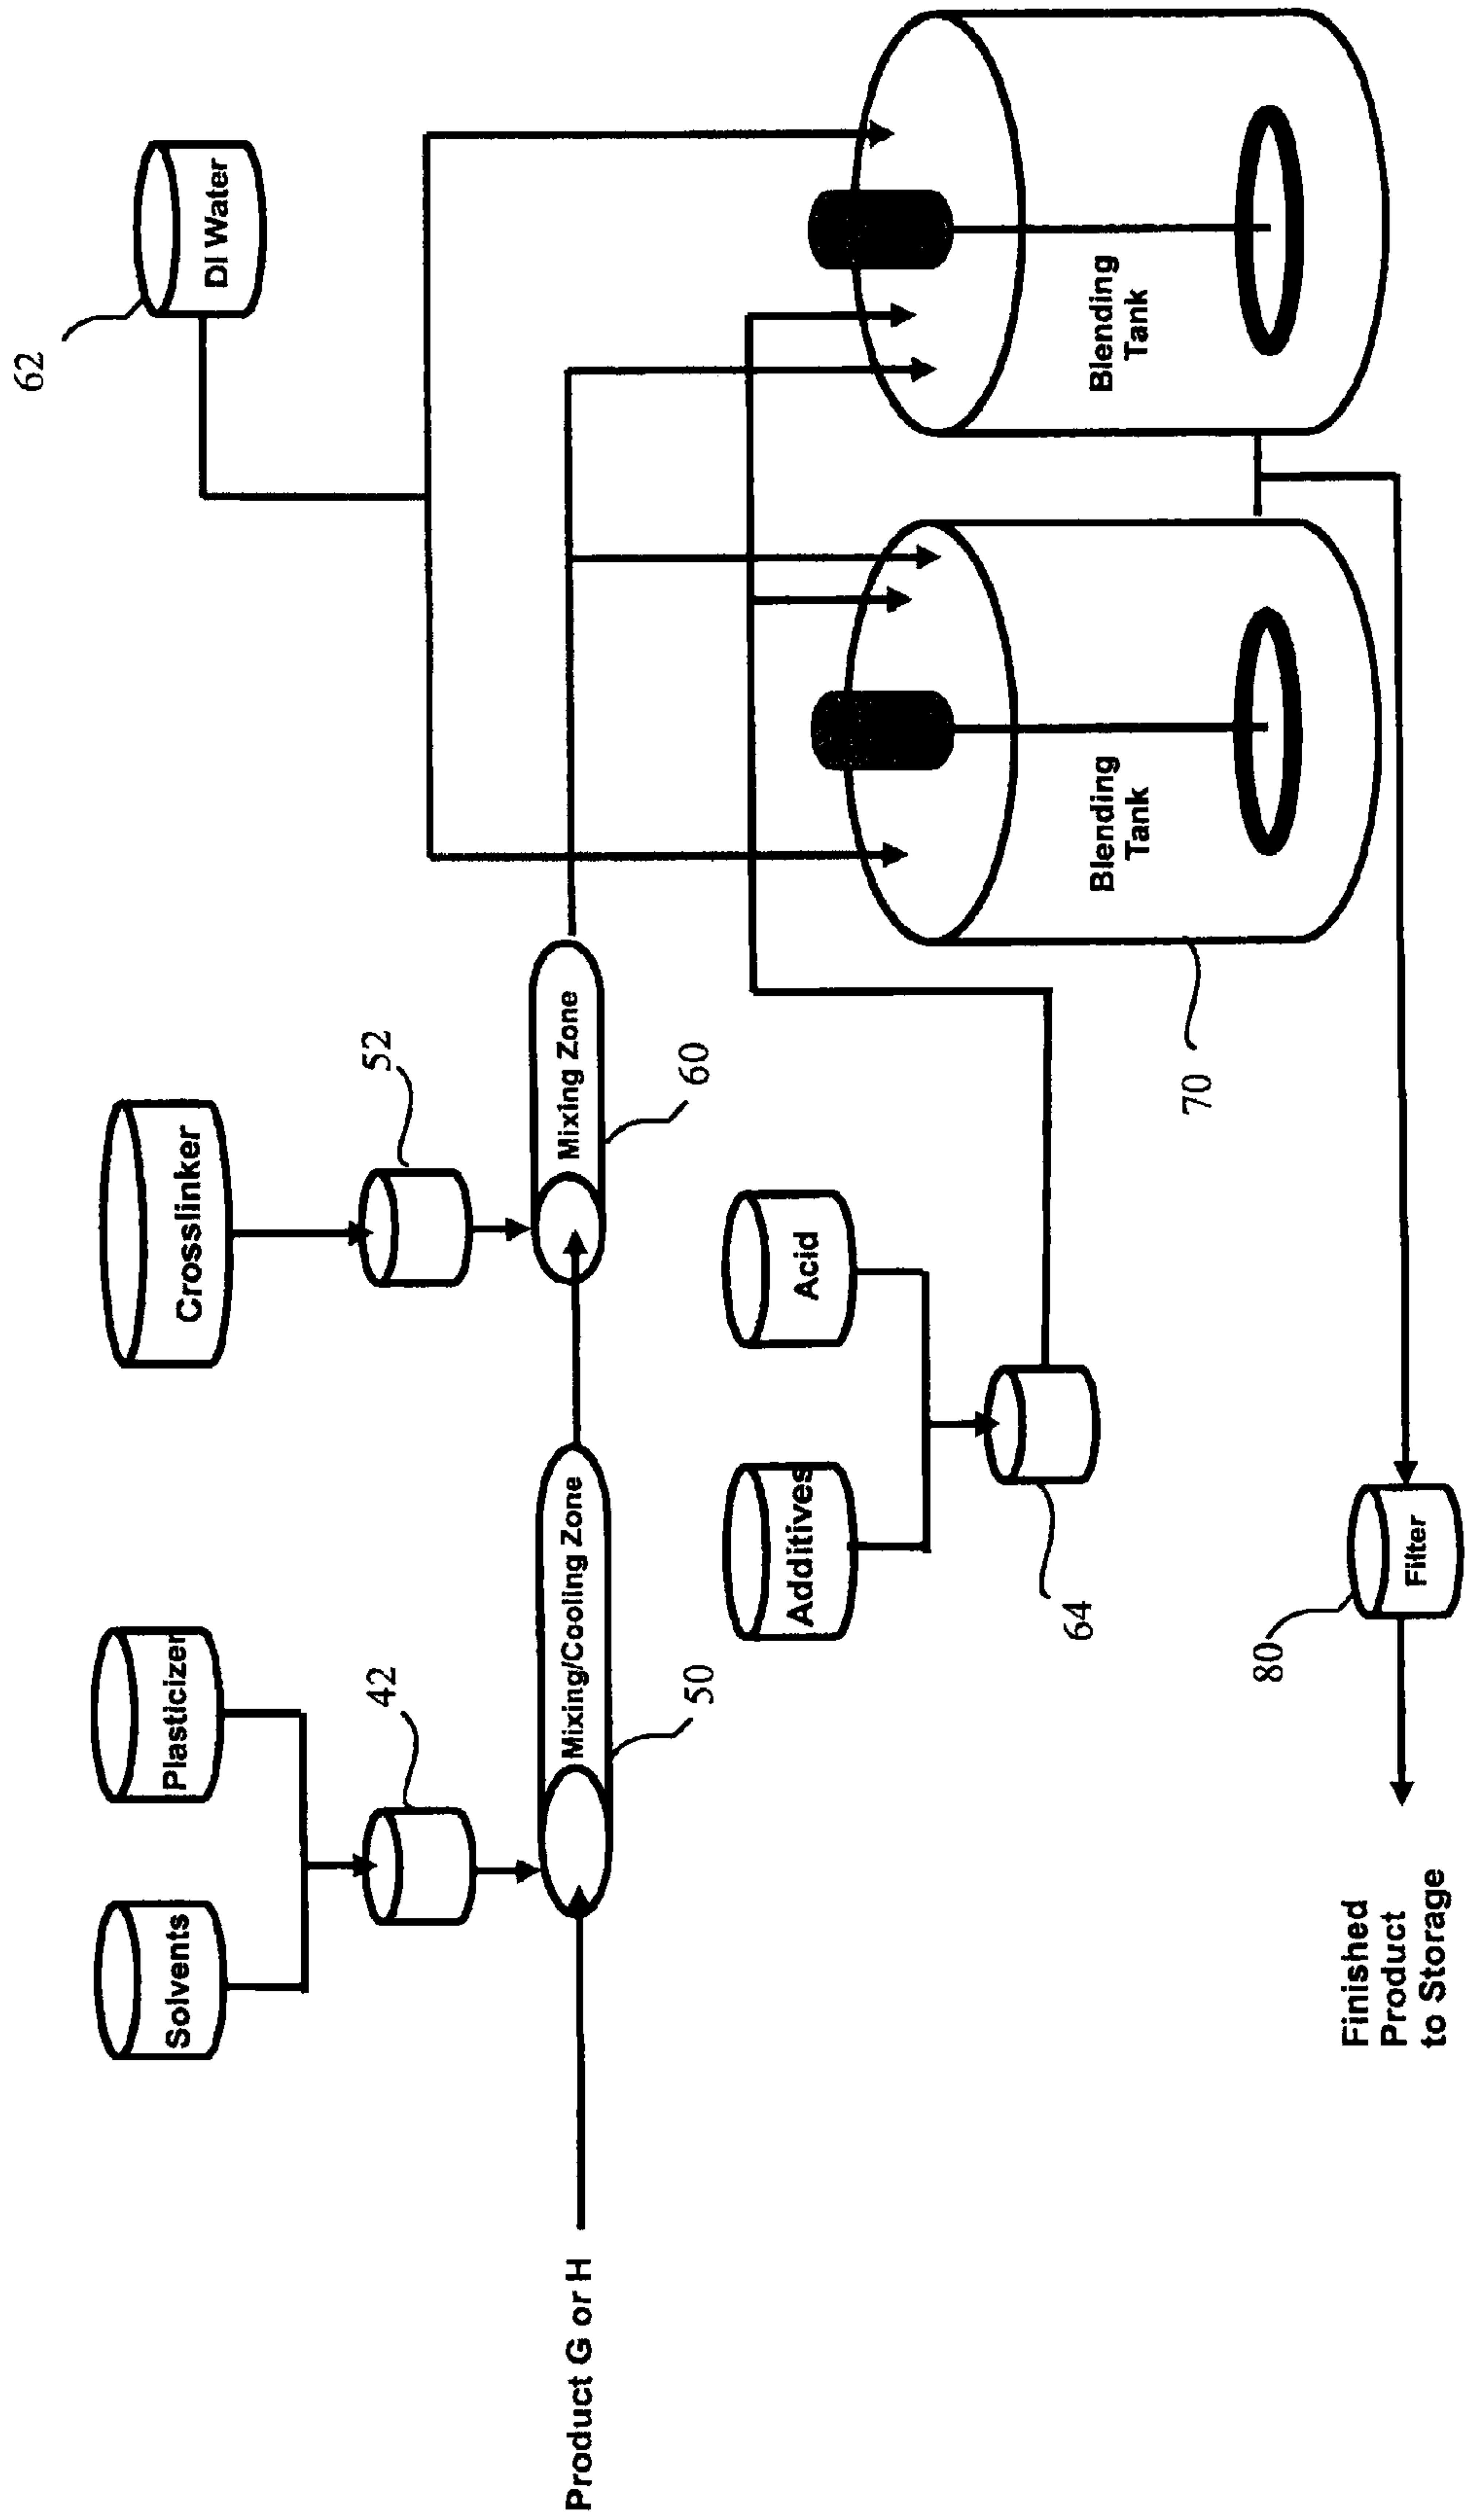 Solvents
Plasticizer
Crosslinker
DI Water
62
42
52
Product G or H
Mixing/Cooling Zone
50
Mixing Zone
60
Additives
Acid
64
Blending
Tank
Blending
Tank
70
80
Filter
Finished
Product
to Storage